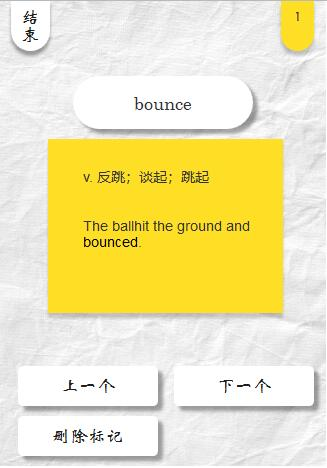 结
束
1
bounce
v. 反跳；谈起；跳起
The ballhit the ground and
bounced.
上一个
下一个
删除标记